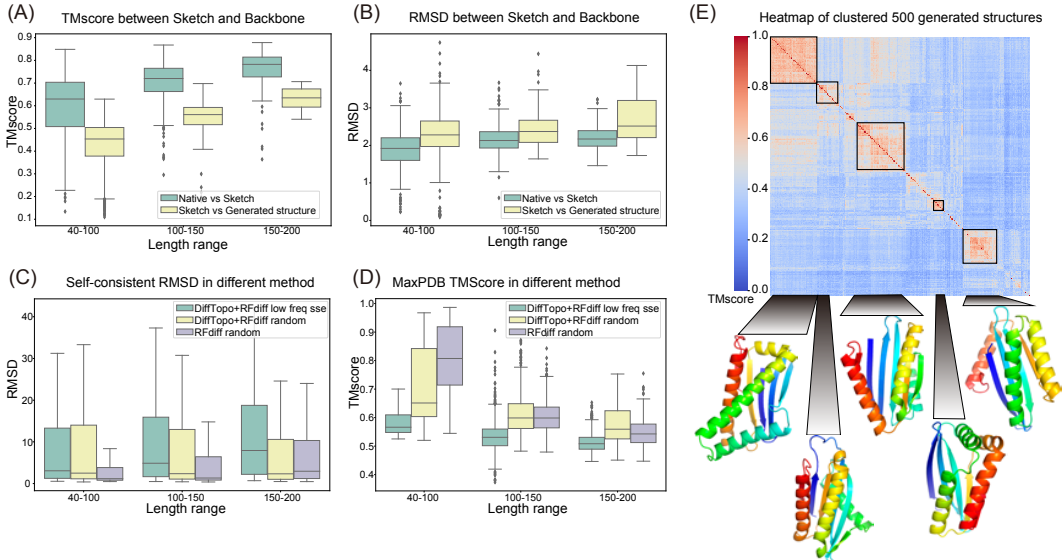 (A)
TMscore between Sketch and Backbone
TMscore
0.9
0.8
0.7
0.6
0.5
0.4
0.3
0.2
0.1
Native vs Sketch
Sketch vs Generated structure
40-100
100-150
150-200
Length range
(B)
RMSD between Sketch and Backbone
RMSD
4
3
2
1
0
Native vs Sketch
Sketch vs Generated structure
40-100
100-150
150-200
Length range
(C)
Self-consistent RMSD in different method
RMSD
40
30
20
10
0
DiffTopo+RFdiff low freq sse
DiffTopo+RFdiff random
RFdiff random
40-100
100-150
150-200
Length range
(D)
MaxPDB TMScore in different method
TMscore
1.0
0.9
0.8
0.7
0.6
0.5
0.4
DiffTopo+RFdiff low freq sse
DiffTopo+RFdiff random
RFdiff random
40-100
100-150
150-200
Length range
(E)
Heatmap of clustered 500 generated structures
1.0
0.8
0.6
0.4
0.2
0.0
TMscore